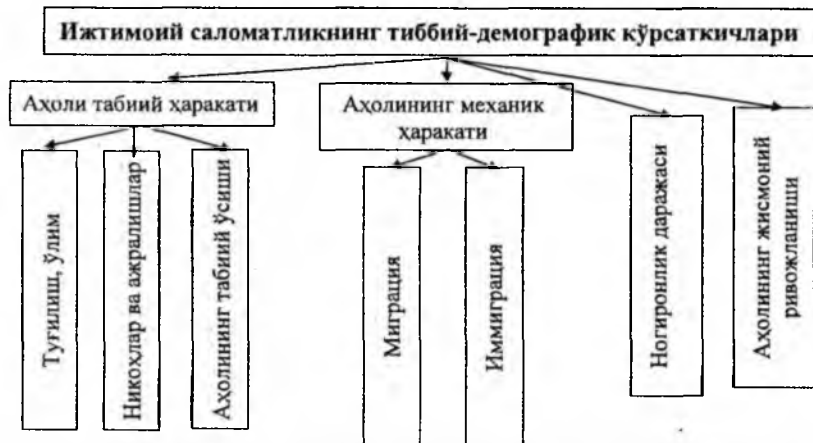 Ижтимоий саломатликнинг тиббий-демографик кўрсаткичлари
Аҳоли табиий ҳаракати
Аҳолининг механик
ҳаракати
Туғилиш, ўлим
Никоҳлар ва ажралишлар
Аҳолининг табиий ўсиши
Миграция
Иммиграция
Ногиронлик даражаси
Аҳолининг жисмоний
ривожланиши